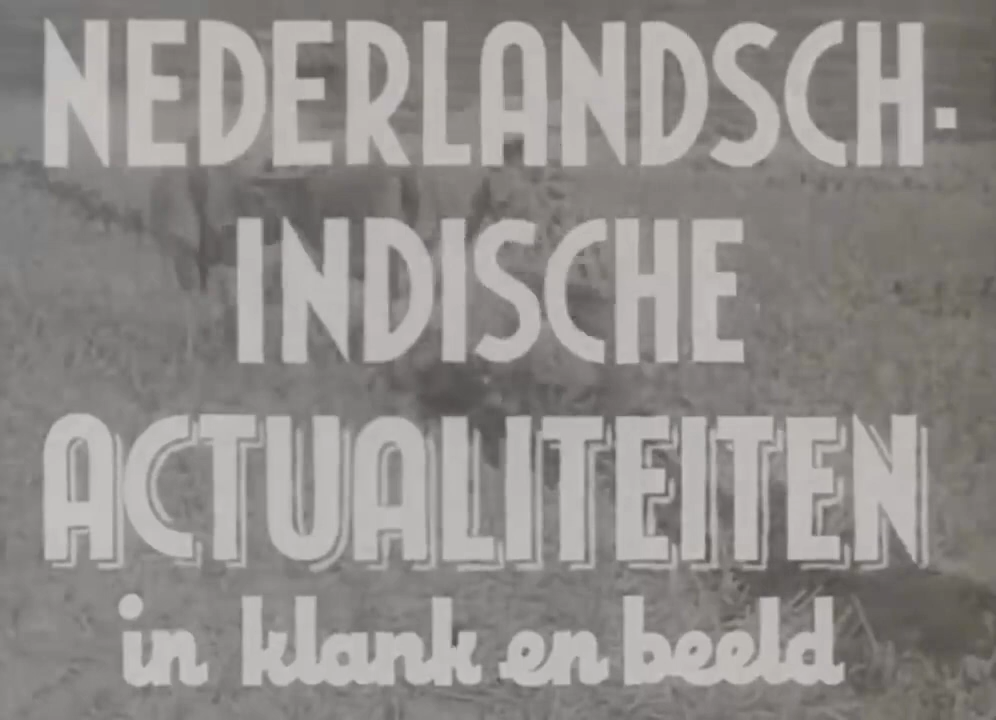 NEDERLANDSCH-
INDISCHE
ACTUALITEITEN
in klank en beeld